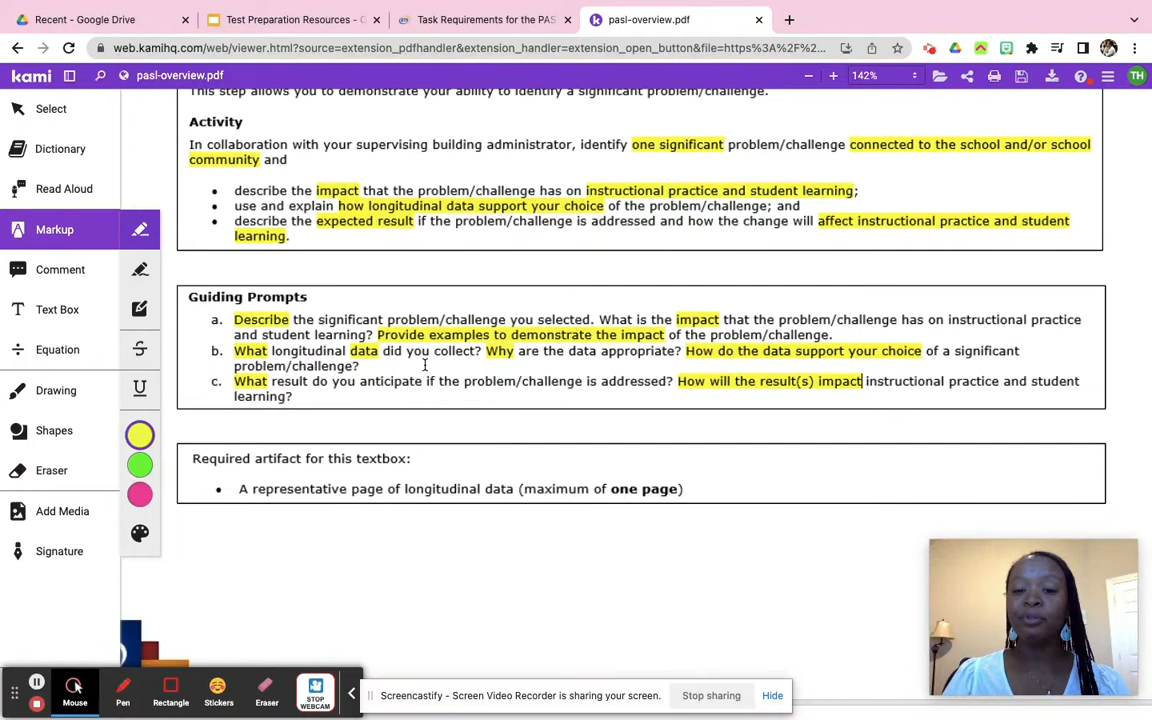 Recent - Google Drive
Test Preparation Resources - G
Task Requirements for the PAS
pasl-overview.pdf
web.kamihq.com/web/viewer.html?source=extension_pdfhandler&extension_handler=extension_open_button&file=https%3A%2F%2...
kami
pasl-overview.pdf
142%
TH
Select
Dictionary
Read Aloud
Markup
Comment
Text Box
Equation
Drawing
Shapes
Eraser
Add Media
Signature
This step allows you to demonstrate your ability to identify a significant problem/challenge.
Activity
In collaboration with your supervising building administrator, identify one significant problem/challenge connected to the school and/or school
community and
• describe the impact that the problem/challenge has on instructional practice and student learning;
• use and explain how longitudinal data support your choice of the problem/challenge; and
• describe the expected result if the problem/challenge is addressed and how the change will affect instructional practice and student
learning.
Guiding Prompts
a. Describe the significant problem/challenge you selected. What is the impact that the problem/challenge has on instructional practice
and student learning? Provide examples to demonstrate the impact of the problem/challenge.
b. What longitudinal data did you collect? Why are the data appropriate? How do the data support your choice of a significant
problem/challenge?
c. What result do you anticipate if the problem/challenge is addressed? How will the result(s) impact instructional practice and student
learning?
Required artifact for this textbox:
• A representative page of longitudinal data (maximum of one page)
Mouse
Pen
Rectangle
Stickers
Eraser
STOP
WEBCAM
Screencastify - Screen Video Recorder is sharing your screen.
Stop sharing
Hide